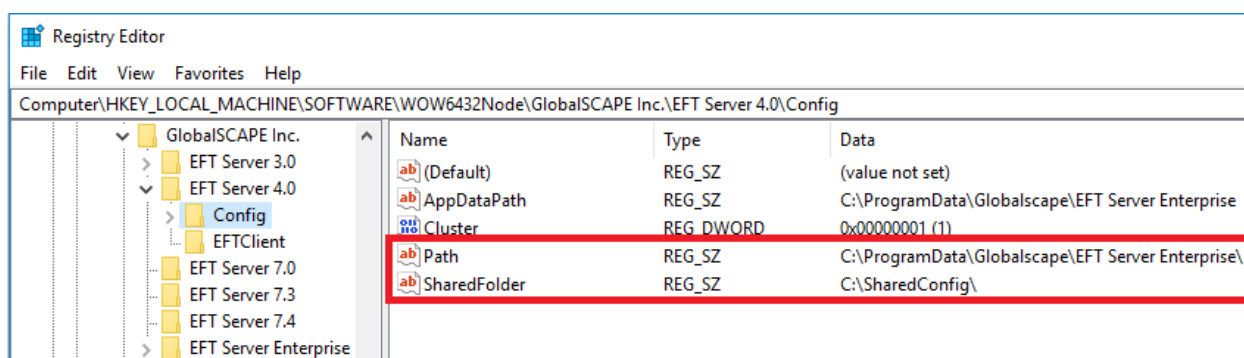 Registry Editor
File Edit View Favorites Help
Computer\HKEY_LOCAL_MACHINE\SOFTWARE\WOW6432Node\GlobalSCAPE Inc.\EFT Server 4.0\Config
GlobalSCAPE Inc.
EFT Server 3.0
EFT Server 4.0
Config
EFTClient
EFT Server 7.0
EFT Server 7.3
EFT Server 7.4
EFT Server Enterprise
Name Type Data
(Default) REG_SZ (value not set)
AppDataPath REG_SZ C:\ProgramData\Globalscape\EFT Server Enterprise
Cluster REG_DWORD 0x00000001 (1)
Path REG_SZ C:\ProgramData\Globalscape\EFT Server Enterprise\
SharedFolder REG_SZ C:\SharedConfig\